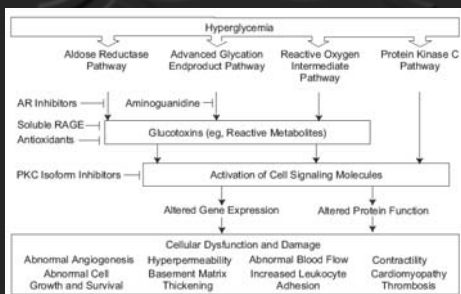 Hyperglycemia
Aldose Reductase Pathway
Advanced Glycation Endproduct Pathway
Reactive Oxygen Intermediate Pathway
Protein Kinase C Pathway
AR Inhibitors
Aminoguanidine
Soluble RAGE
Antioxidants
Glucotoxins (eg, Reactive Metabolites)
PKC Isoform Inhibitors
Activation of Cell Signaling Molecules
Altered Gene Expression
Altered Protein Function
Cellular Dysfunction and Damage
Abnormal Angiogenesis
Abnormal Cell
Growth and Survival
Hyperpermeability
Basement Matrix
Thickening
Abnormal Blood Flow
Increased Leukocyte
Adhesion
Contractility
Cardiomyopathy
Thrombosis